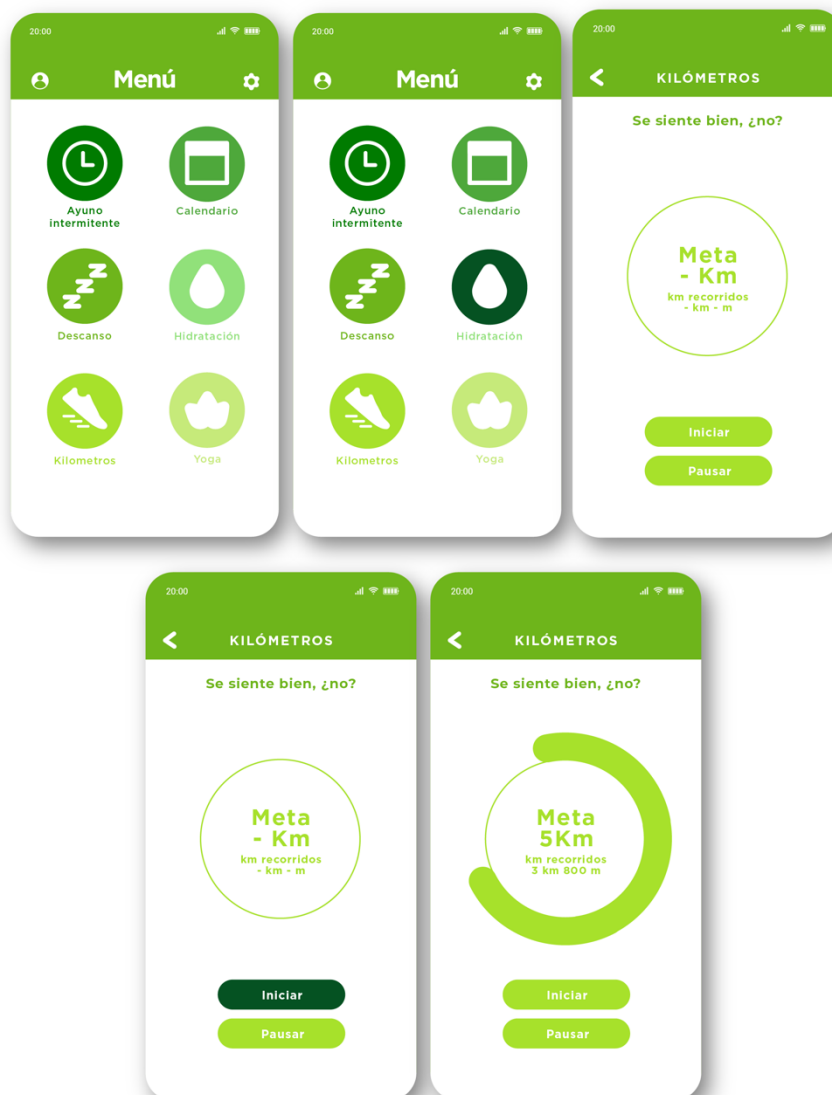 20:00
Menú
Ayuno
intermitente
Calendario
Descanso
Hidratación
Kilometros
Yoga
20:00
Menú
Ayuno
intermitente
Calendario
Descanso
Hidratación
Kilometros
Yoga
20:00
KILÓMETROS
Se siente bien, ¿no?
Meta
- Km
km recorridos
- km - m
Iniciar
Pausar
20:00
KILÓMETROS
Se siente bien, ¿no?
Meta
- Km
km recorridos
- km - m
Iniciar
Pausar
20:00
KILÓMETROS
Se siente bien, ¿no?
Meta
5Km
km recorridos
3 km 800 m
Iniciar
Pausar